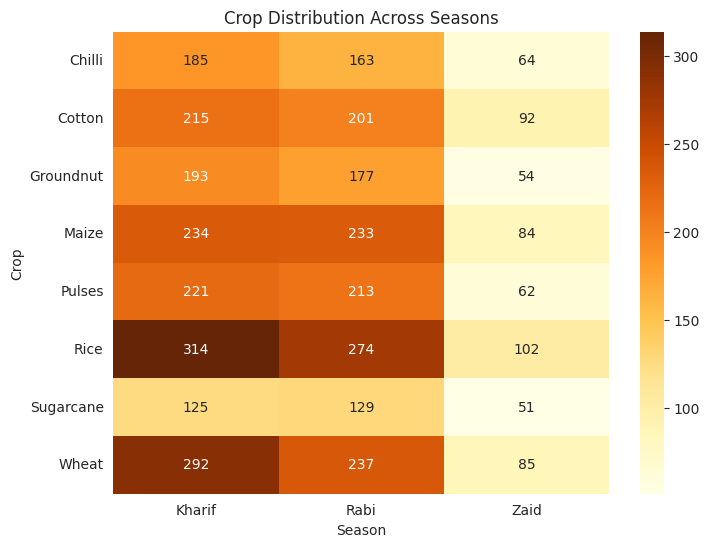 Crop Distribution Across Seasons
Chilli 185 163 64
Cotton 215 201 92
Groundnut 193 177 54
Maize 234 233 84
Pulses 221 213 62
Rice 314 274 102
Sugarcane 125 129 51
Wheat 292 237 85
Kharif Rabi Zaid
Season
Crop
300
250
200
150
100